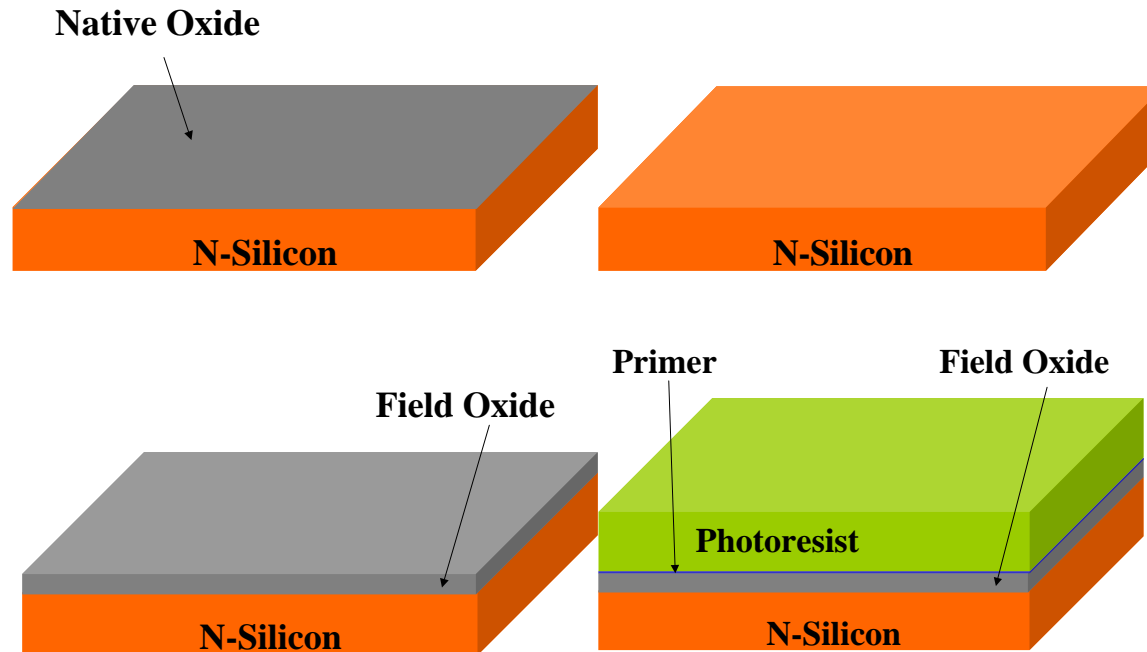 Native Oxide
N-Silicon
N-Silicon
Field Oxide
N-Silicon
Primer
Field Oxide
Photoresist
N-Silicon